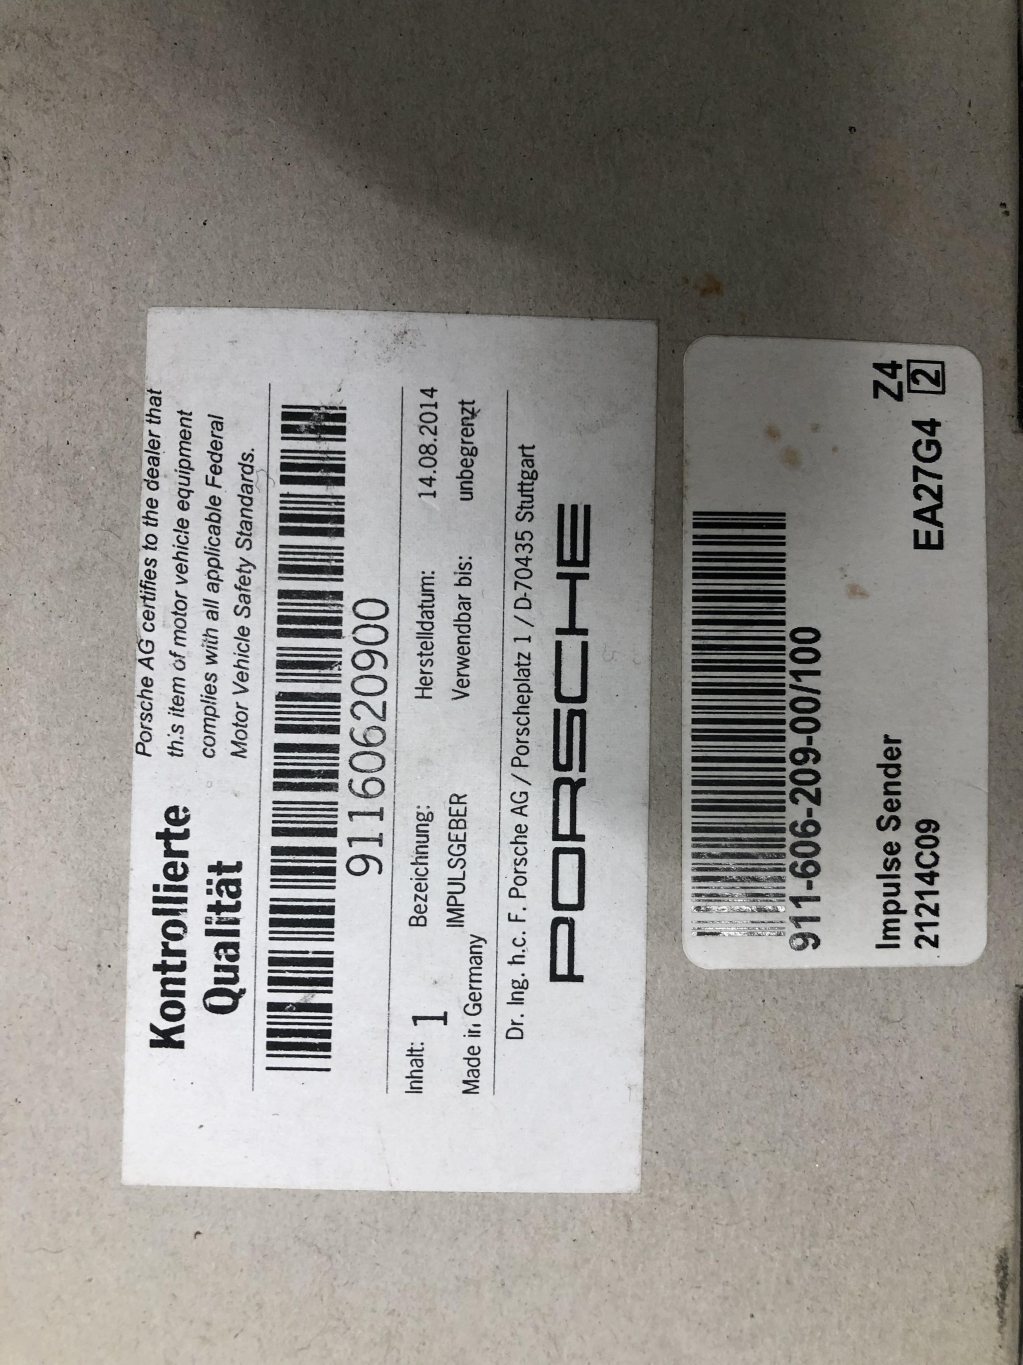 Kontrollierte
Qualität
Porsche AG certifies to the dealer that
this item of motor vehicle equipment
complies with all applicable Federal
Motor Vehicle Safety Standards.
91160620900
Inhalt: 1
Bezeichnung:
IMPULSGEBER
Herstelldatum: 14.08.2014
Made in Germany
Verwendbar bis: unbegrenzt
Dr. Ing. h.c. F. Porsche AG / Porscheplatz 1 / D-70435 Stuttgart
PORSCHE
911-606-209-00/100
Impulse Sender Z4
21214C09 EA27G4 2